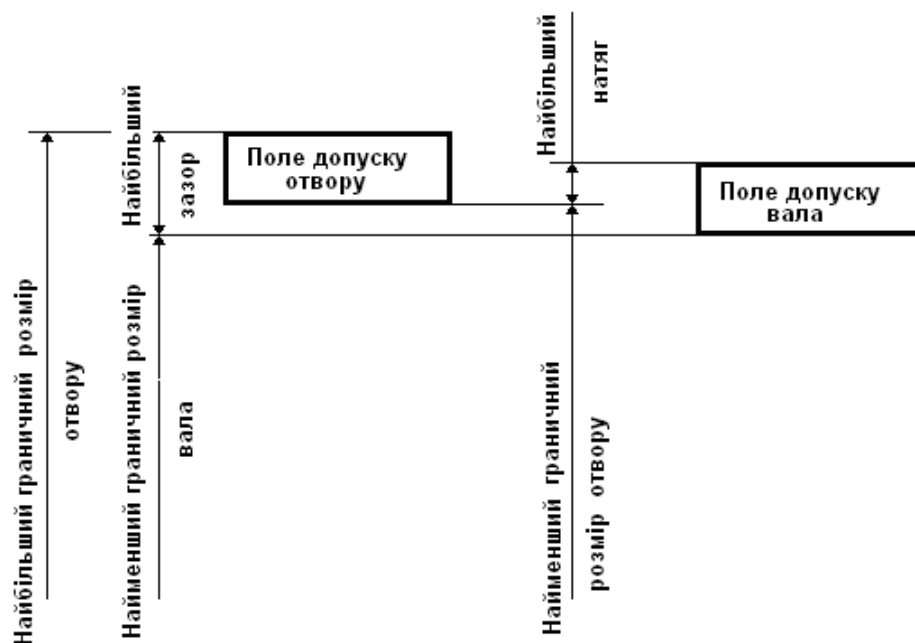 Найбільший граничний розмір
отвору
Найбільший
зазор
Найменший граничний розмір
вала
Поле допуску
отвору
Найбільший
натяг
Найменший граничний
розмір отвору
Поле допуску
вала